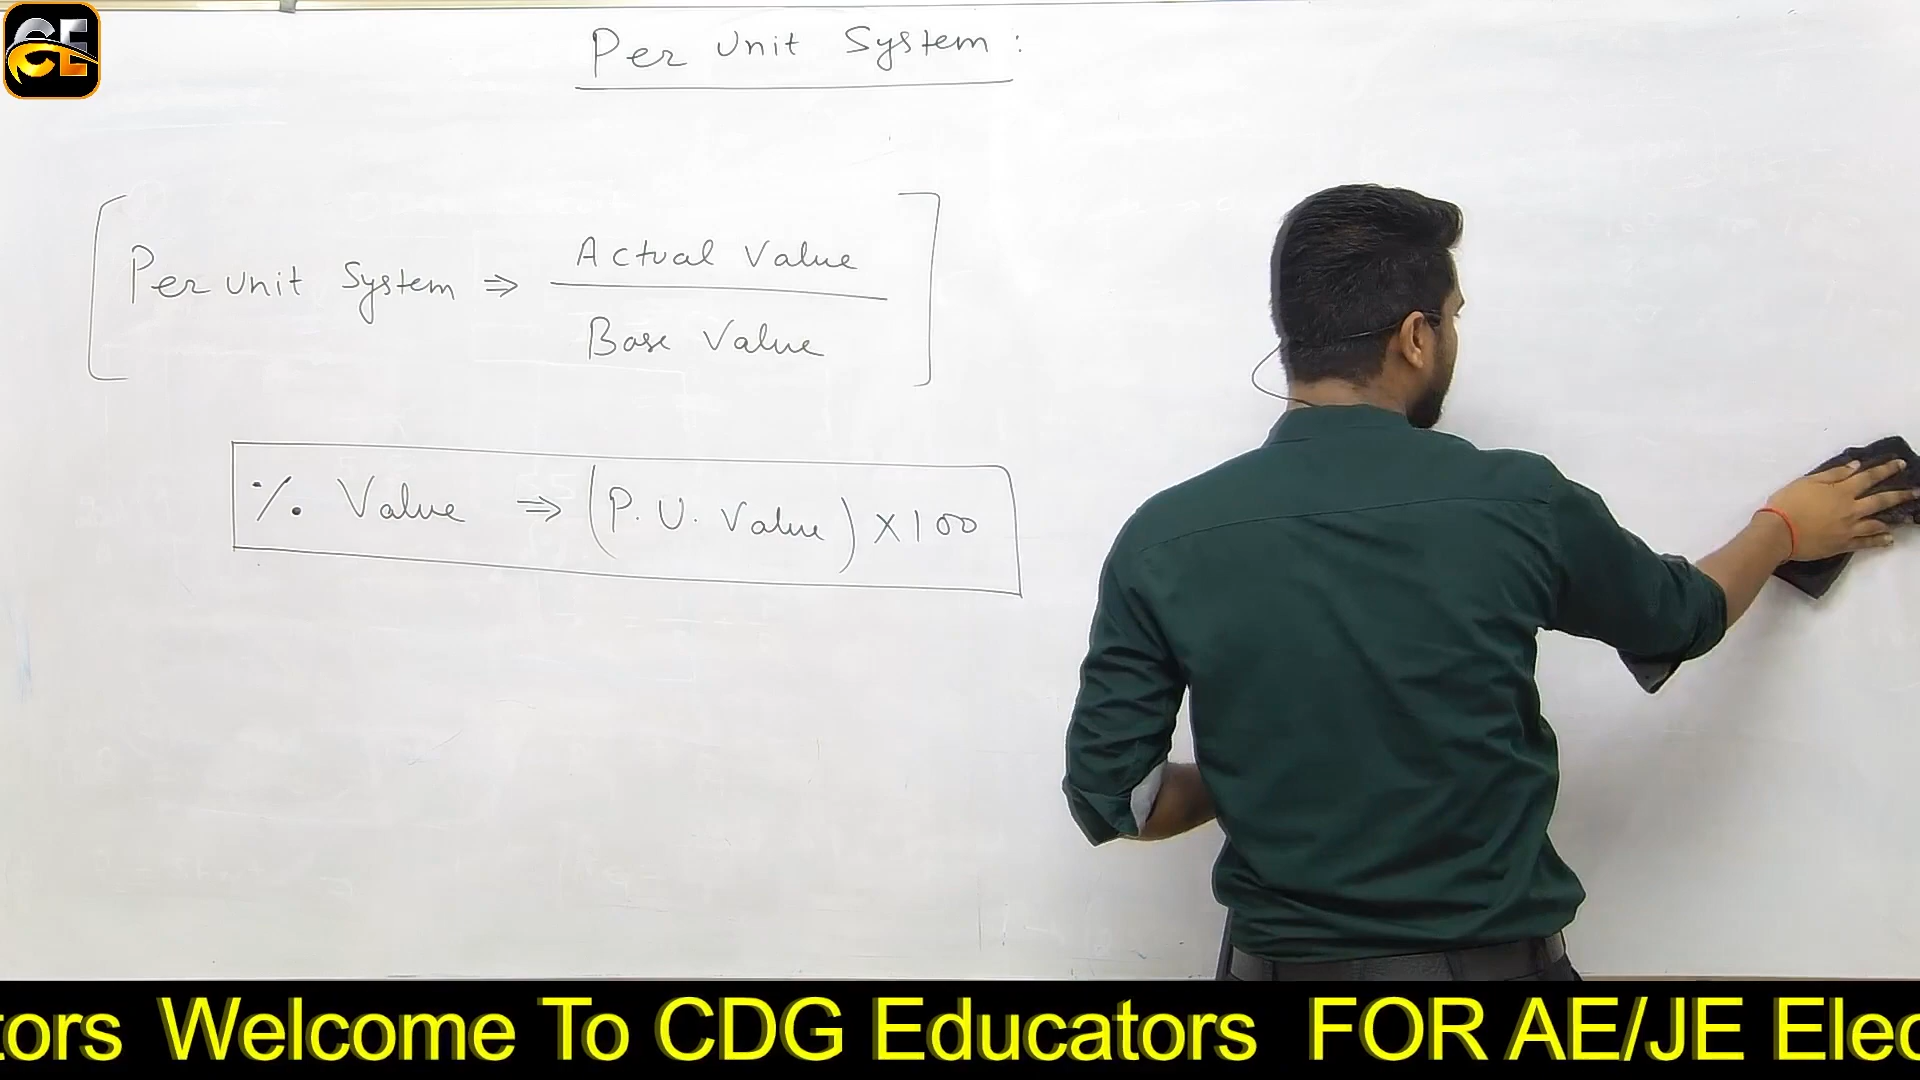 CE
Per Unit System :
Per Unit System ⇒ Actual Value
Base Value
% Value ⇒ (P.U. Value) × 100
tors Welcome To CDG Educators FOR AE/JE Elec